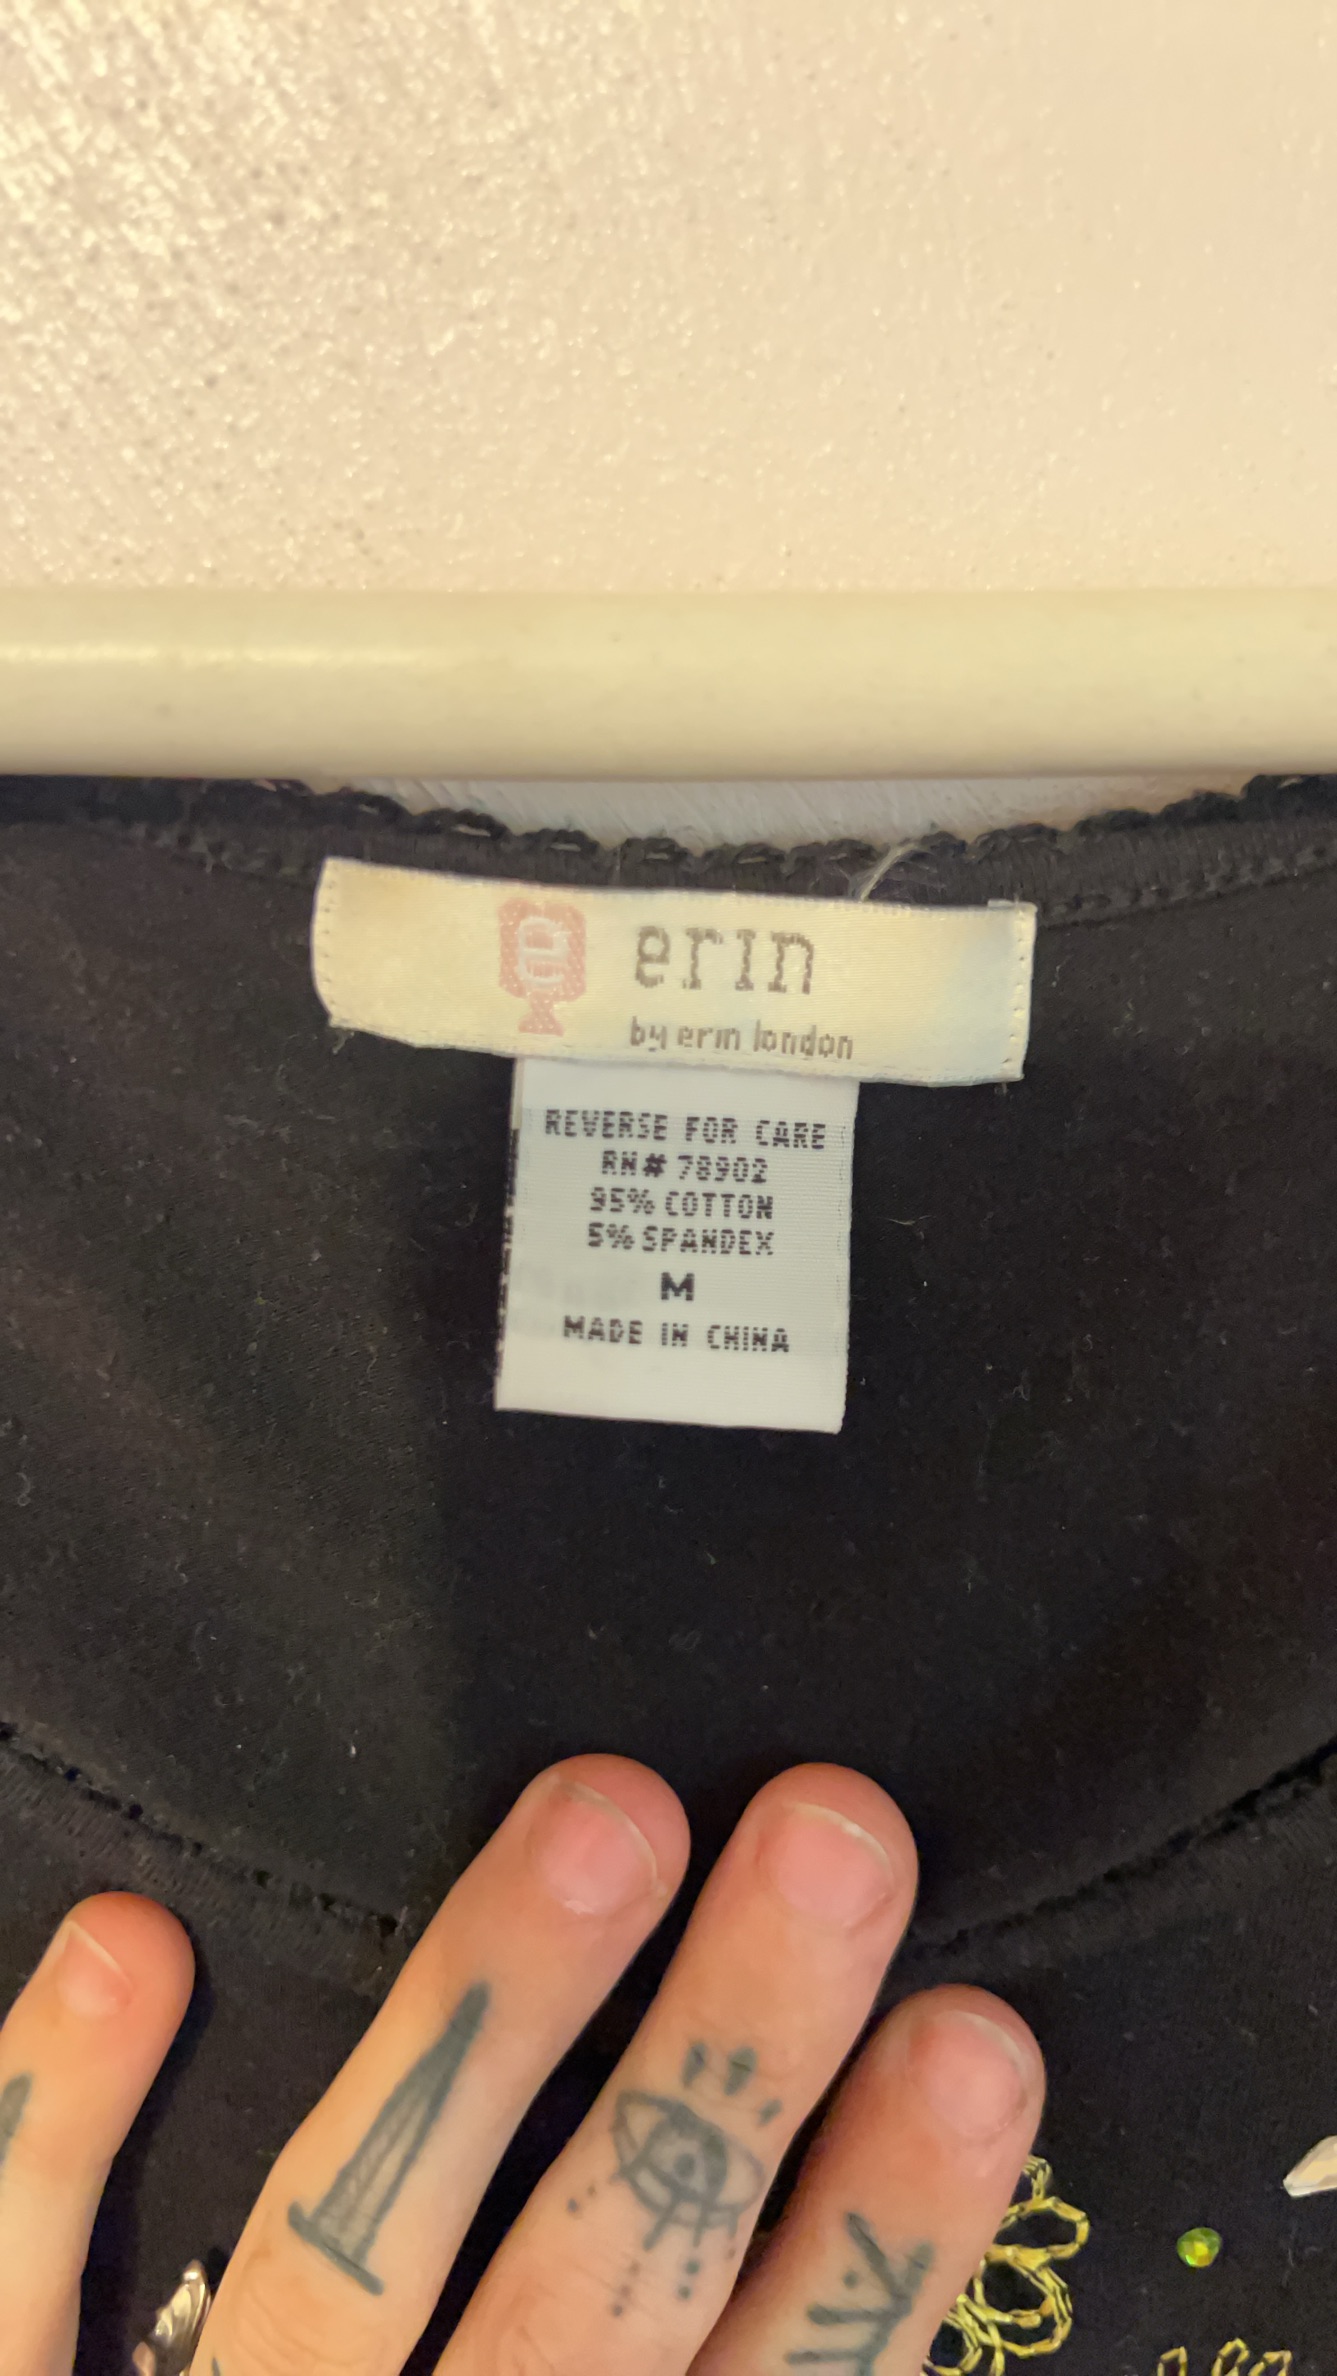 e
erin
by erin london
REVERSE FOR CARE
RN# 78902
95% COTTON
5% SPANDEX
M
MADE IN CHINA